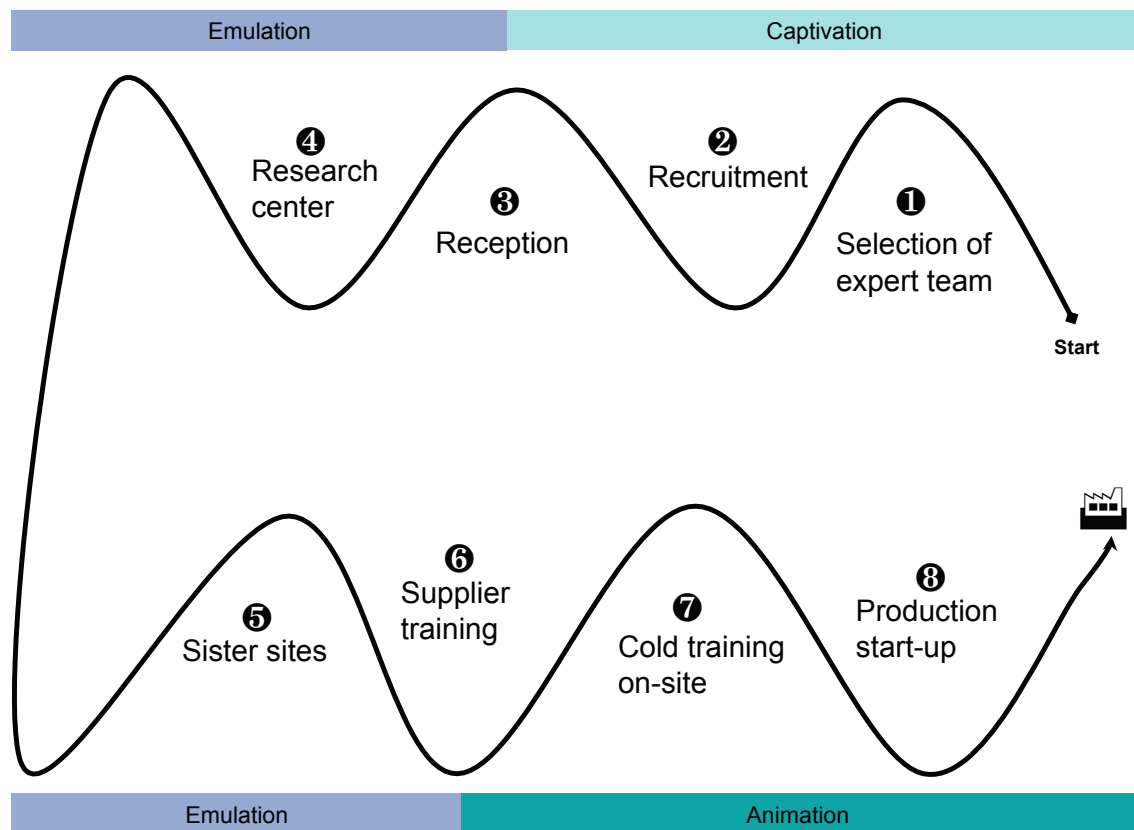 Emulation
Captivation
❹
Research
center
❸
Reception
❷
Recruitment
❶
Selection of
expert team
Start
❺
Sister sites
❻
Supplier
training
❼
Cold training
on-site
❽
Production
start-up
Emulation
Animation